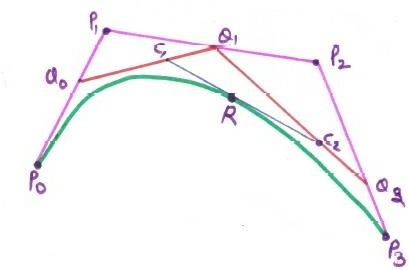 P₁
Q₁
C₁
P₂
Q₀
R
C₂
P₀
Q₂
P₃